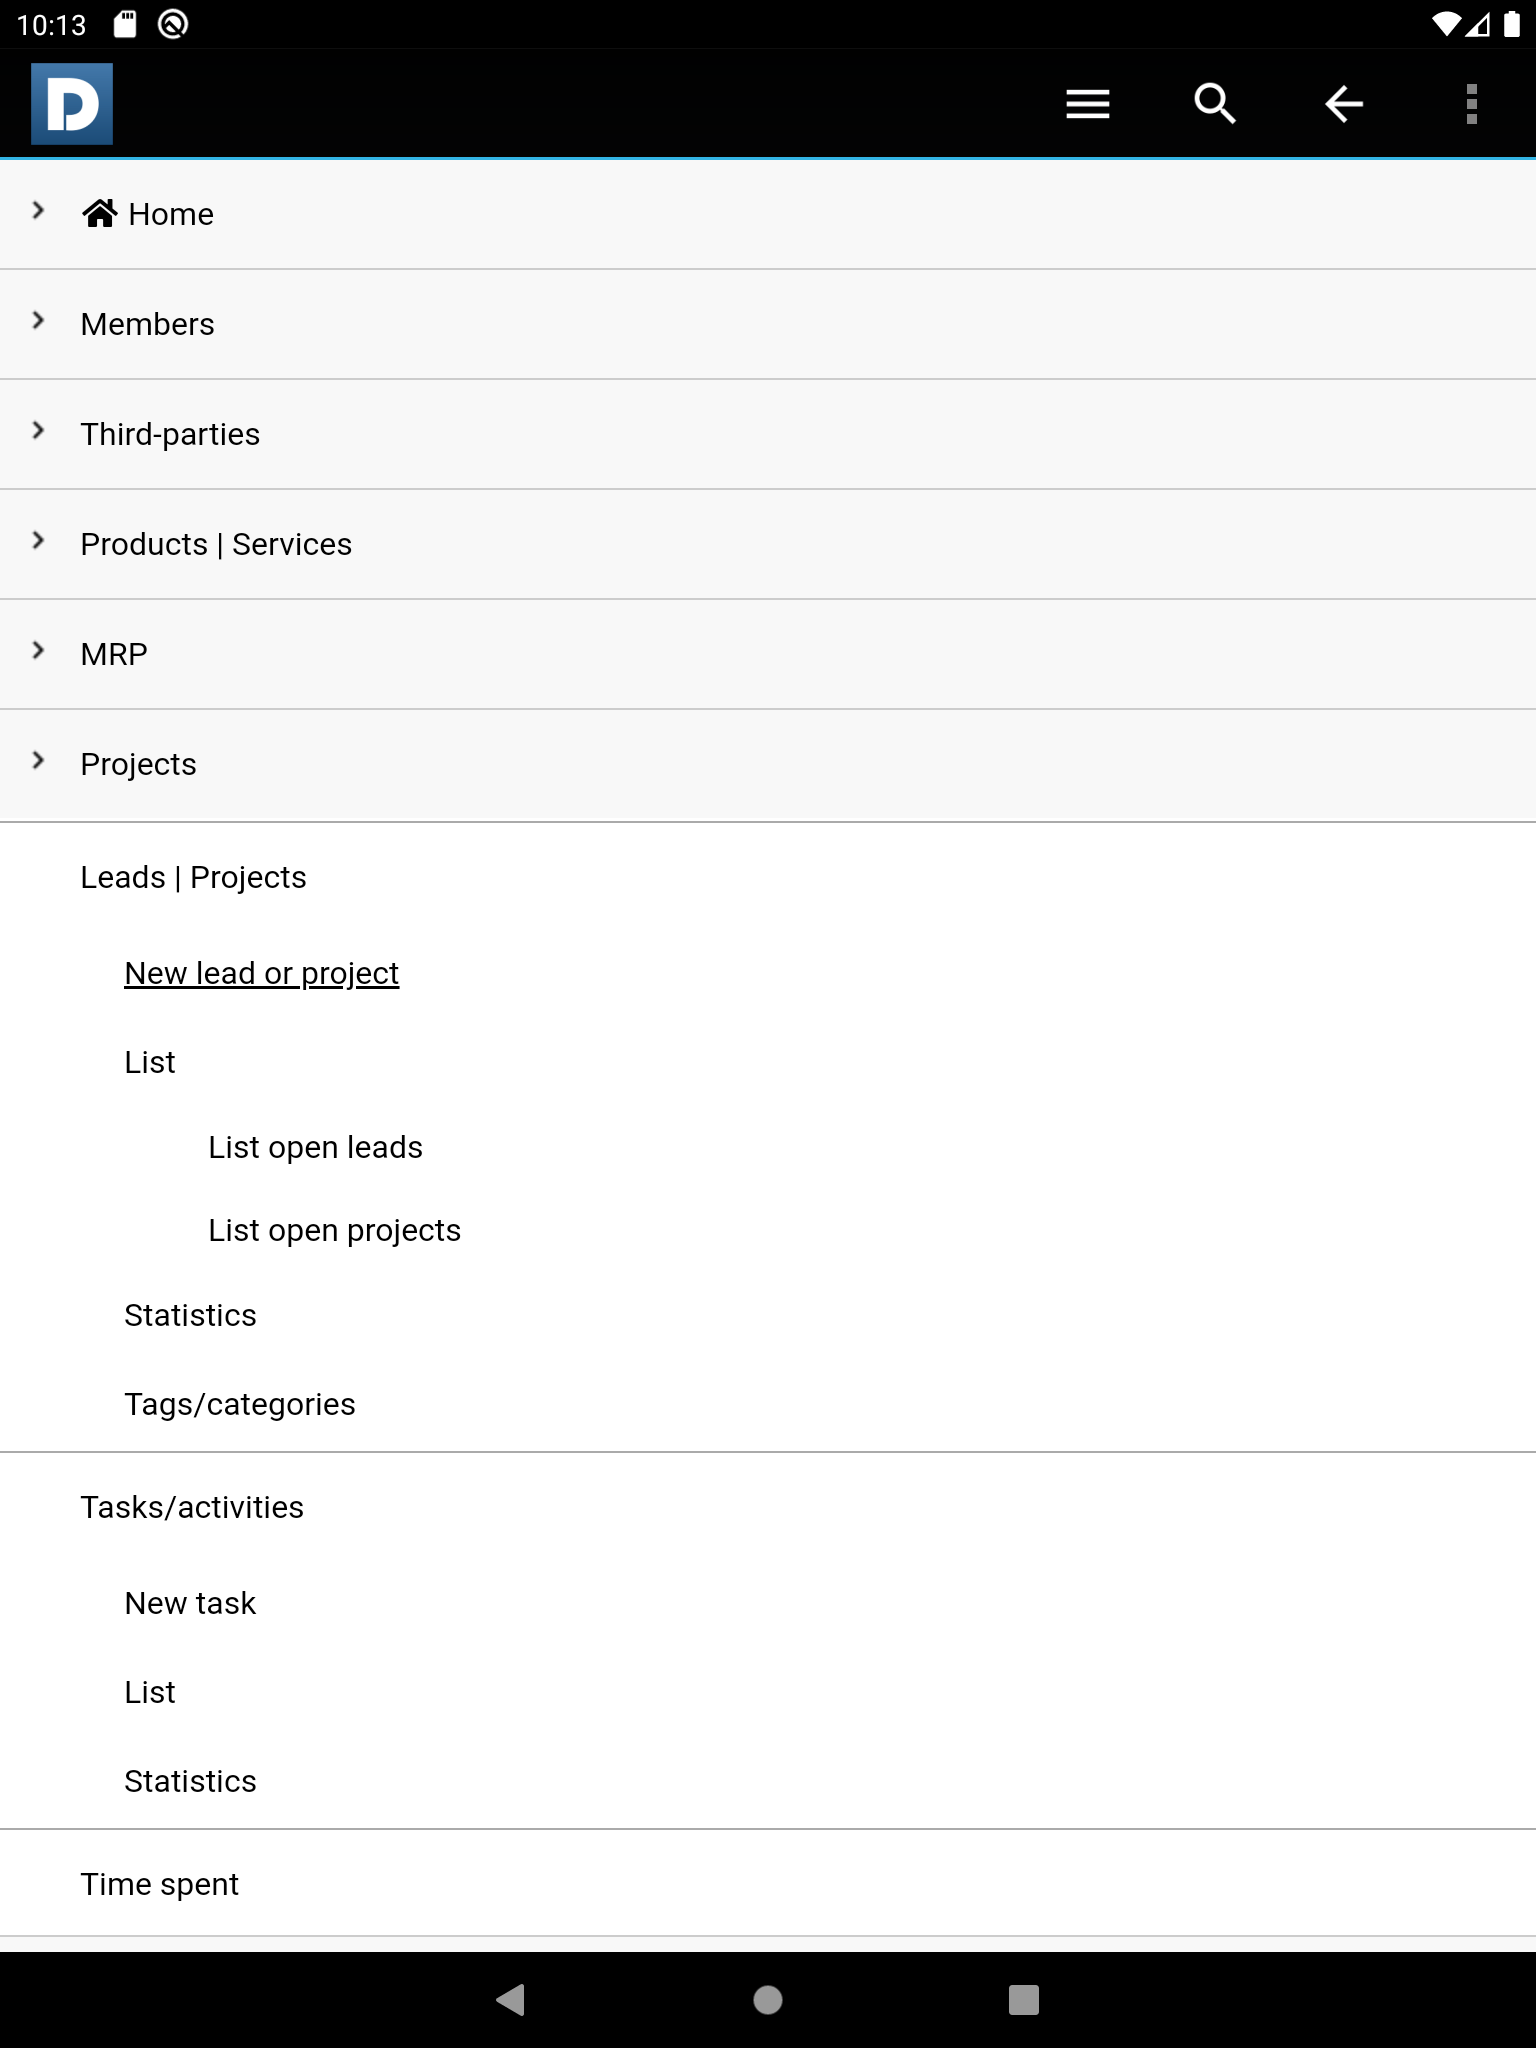 10:13
D
Home
Members
Third-parties
Products | Services
MRP
Projects
Leads | Projects
New lead or project
List
List open leads
List open projects
Statistics
Tags/categories
Tasks/activities
New task
List
Statistics
Time spent